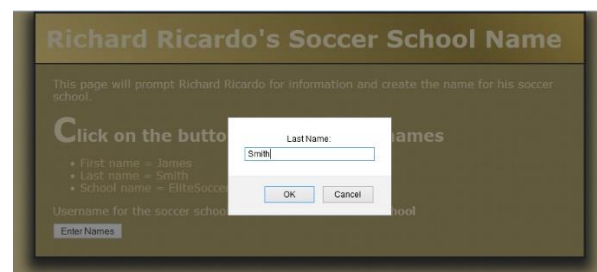 Richard Ricardo's Soccer School Name
This page will prompt Richard Ricardo for information and create the name for his soccer
school.
Click on the butto
ames
Last Name:
Smith
OK Cancel
• First name = James
• Last name = Smith
• School name = EliteSoccer
Username for the soccer schoo
hool
Enter Names